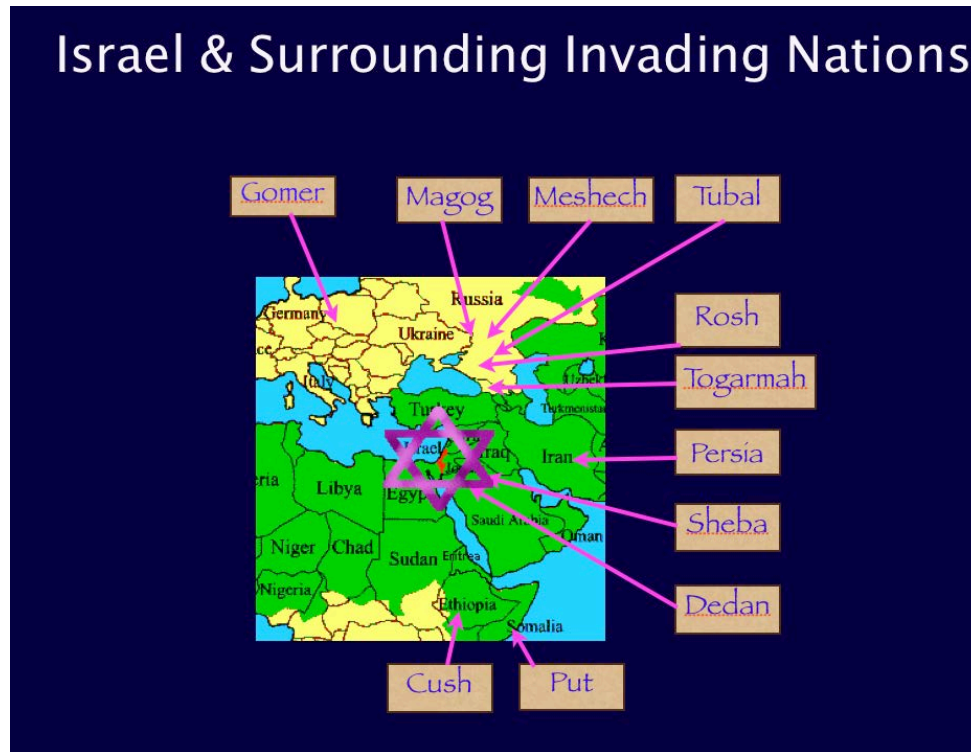 Israel & Surrounding Invading Nations
Gomer
Magog
Meshech
Tubal
Rosh
Togarmah
Persia
Sheba
Dedan
Cush
Put
Russia
Germany
Ukraine
Italy
Turkey
Israel
Iraq
Iran
Libya
Egypt
Saudi Arabia
Oman
Niger
Chad
Sudan
Eritrea
Nigeria
Ethiopia
Somalia